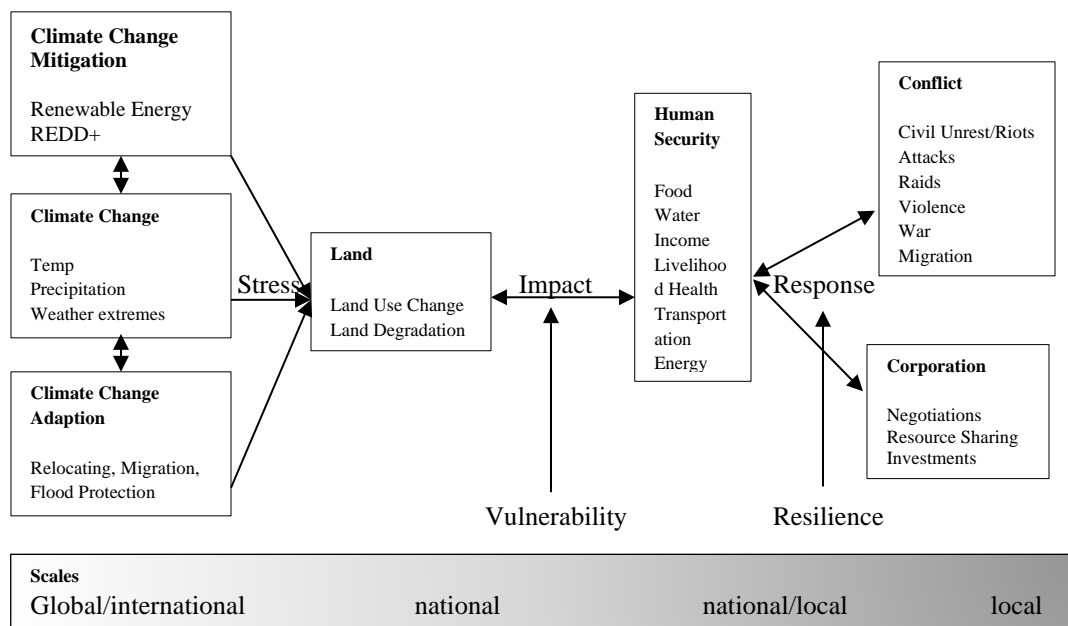 Climate Change
Mitigation
Renewable Energy
REDD+
Climate Change
Temp
Precipitation
Weather extremes
Climate Change
Adaption
Relocating, Migration,
Flood Protection
Stress
Land
Land Use Change
Land Degradation
Impact
Vulnerability
Human
Security
Food
Water
Income
Livelihoo
d Health
Transport
ation
Energy
Response
Resilience
Conflict
Civil Unrest/Riots
Attacks
Raids
Violence
War
Migration
Corporation
Negotiations
Resource Sharing
Investments
Scales
Global/international national national/local local